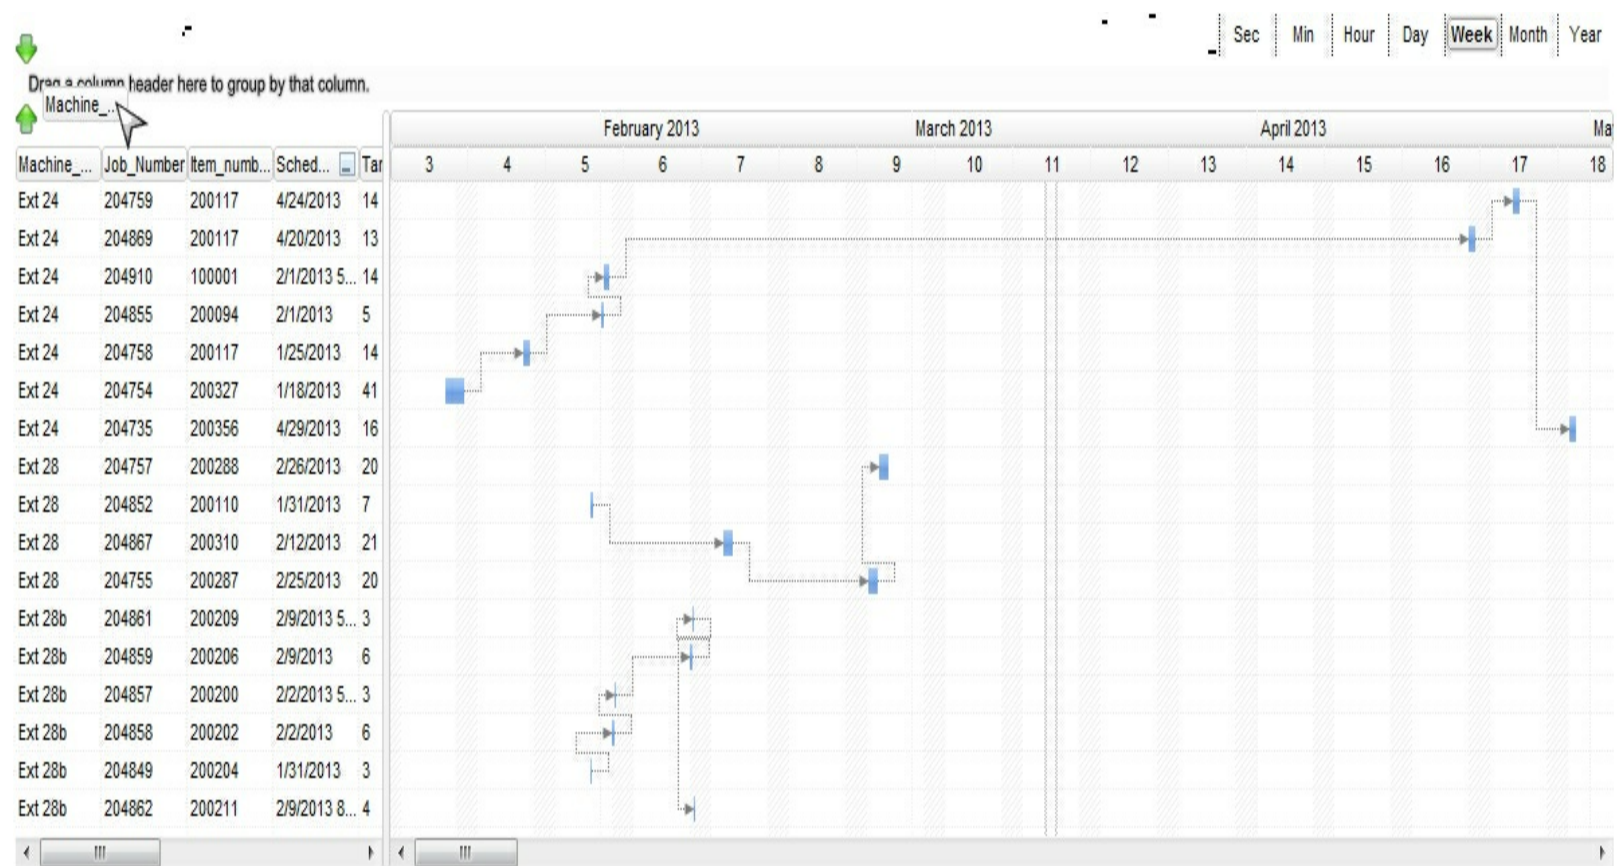 Sec Min Hour Day Week Month Year
Drag a column header here to group by that column.
Machine_...
February 2013 March 2013 April 2013 Ma
Machine_... Job_Number Item_numb... Sched... Tar 3 4 5 6 7 8 9 10 11 12 13 14 15 16 17 18
Ext 24 204759 200117 4/24/2013 14
Ext 24 204869 200117 4/20/2013 13
Ext 24 204910 100001 2/1/2013 5... 14
Ext 24 204855 200094 2/1/2013 5
Ext 24 204758 200117 1/25/2013 14
Ext 24 204754 200327 1/18/2013 41
Ext 24 204735 200356 4/29/2013 16
Ext 28 204757 200288 2/26/2013 20
Ext 28 204852 200110 1/31/2013 7
Ext 28 204867 200310 2/12/2013 21
Ext 28 204755 200287 2/25/2013 20
Ext 28b 204861 200209 2/9/2013 5... 3
Ext 28b 204859 200206 2/9/2013 6
Ext 28b 204857 200200 2/2/2013 5... 3
Ext 28b 204858 200202 2/2/2013 6
Ext 28b 204849 200204 1/31/2013 3
Ext 28b 204862 200211 2/9/2013 8... 4